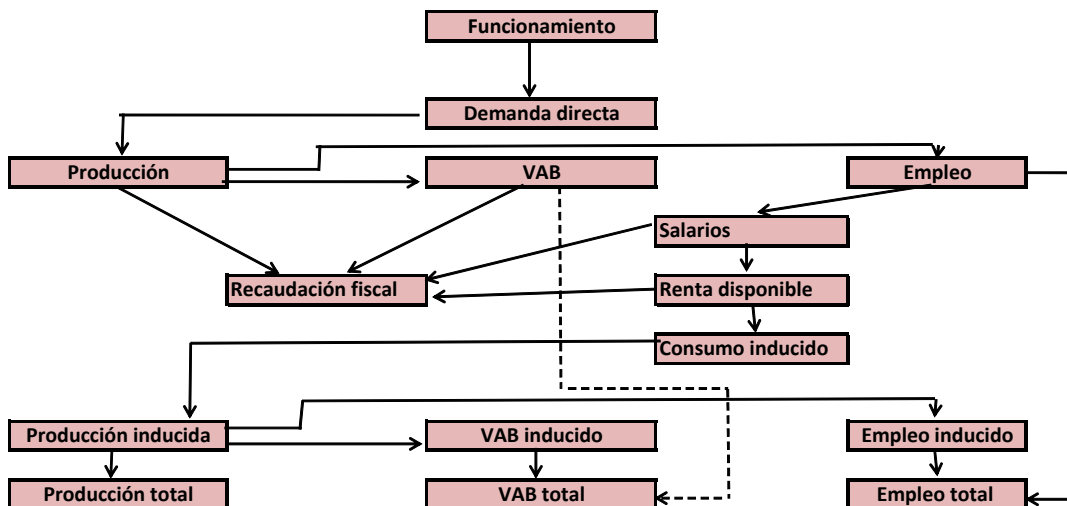 Funcionamiento
Demanda directa
Producción
VAB
Empleo
Salarios
Recaudación fiscal
Renta disponible
Consumo inducido
Producción inducida
VAB inducido
Empleo inducido
Producción total
VAB total
Empleo total